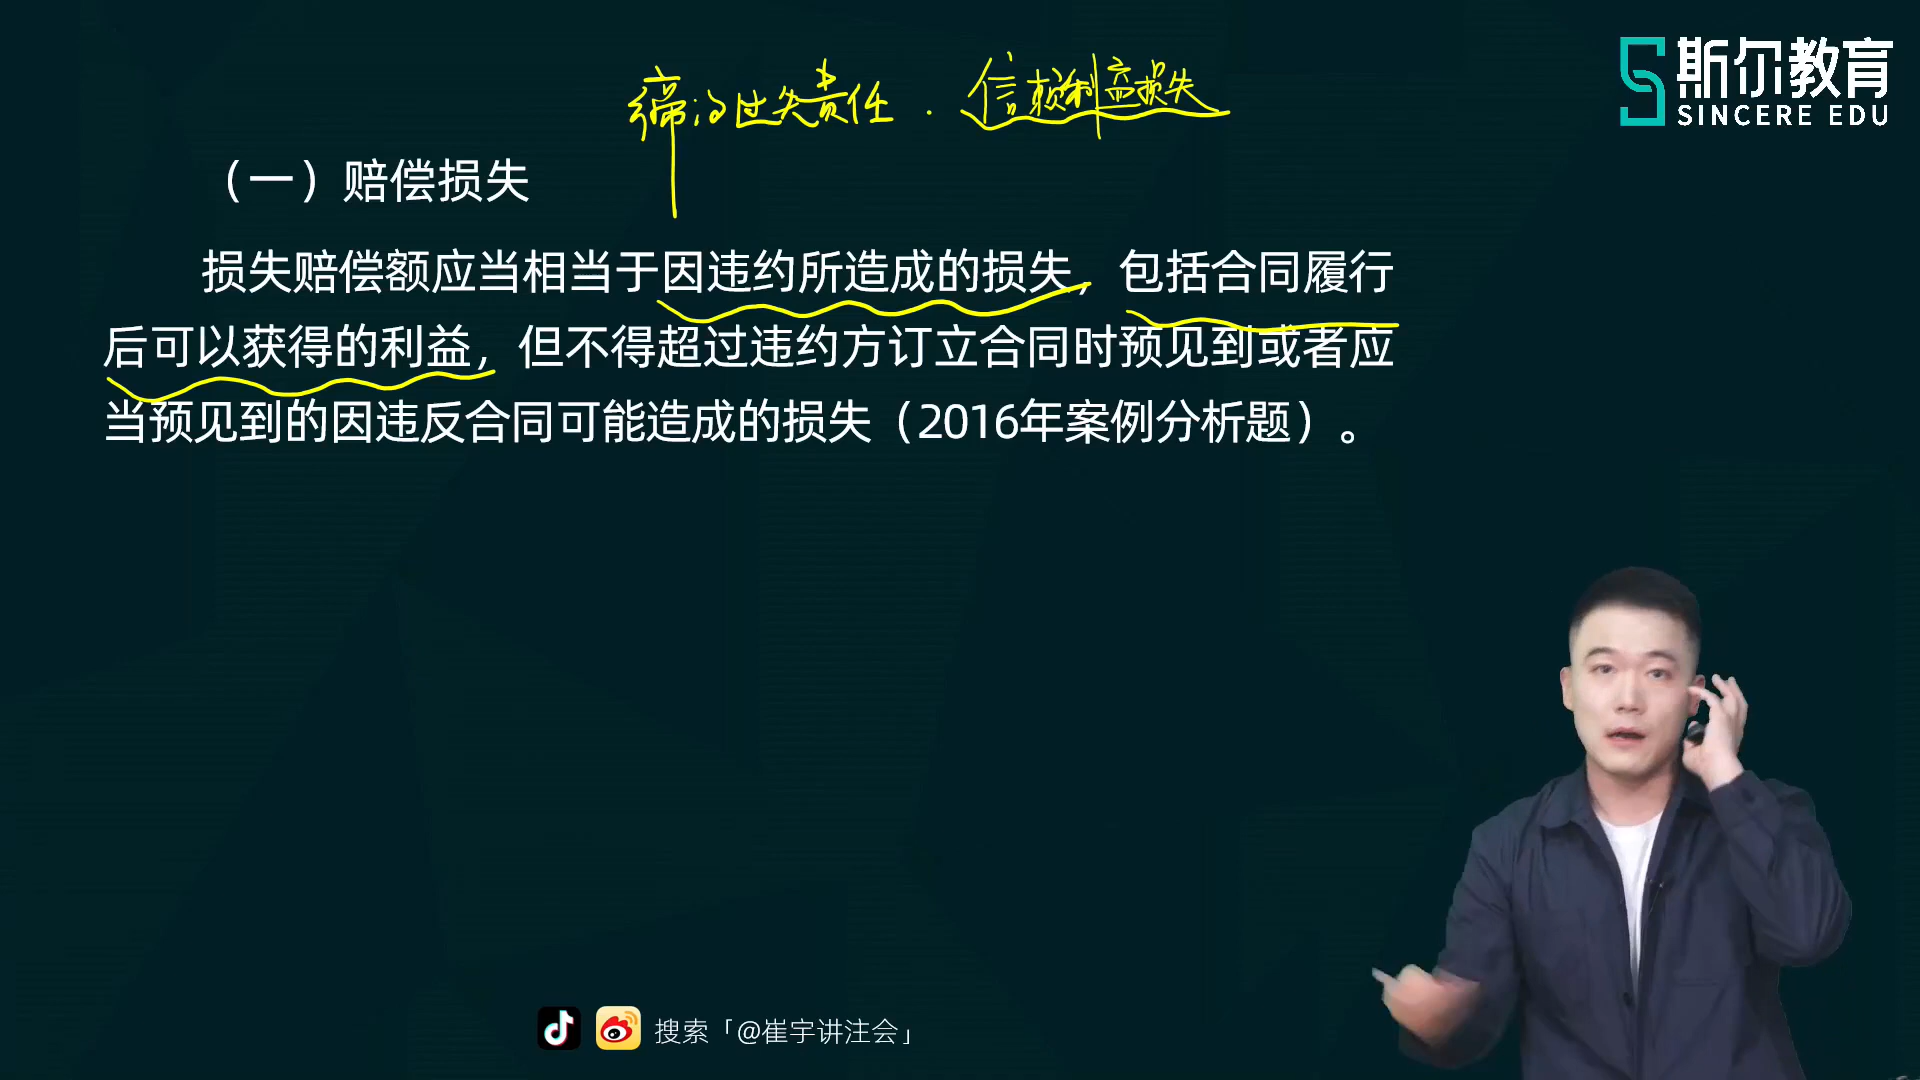 斯尔教育
SINCERE EDU
缔约过失责任.信赖利益损失
（一）赔偿损失
损失赔偿额应当相当于因违约所造成的损失，包括合同履行
后可以获得的利益，但不得超过违约方订立合同时预见到或者应
当预见到的因违反合同可能造成的损失（2016年案例分析题）。
搜索「@崔宇讲注会」